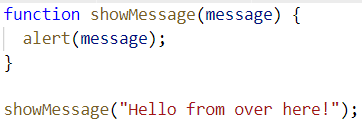 function showMessage(message) {
  alert(message);
}

showMessage("Hello from over here!");